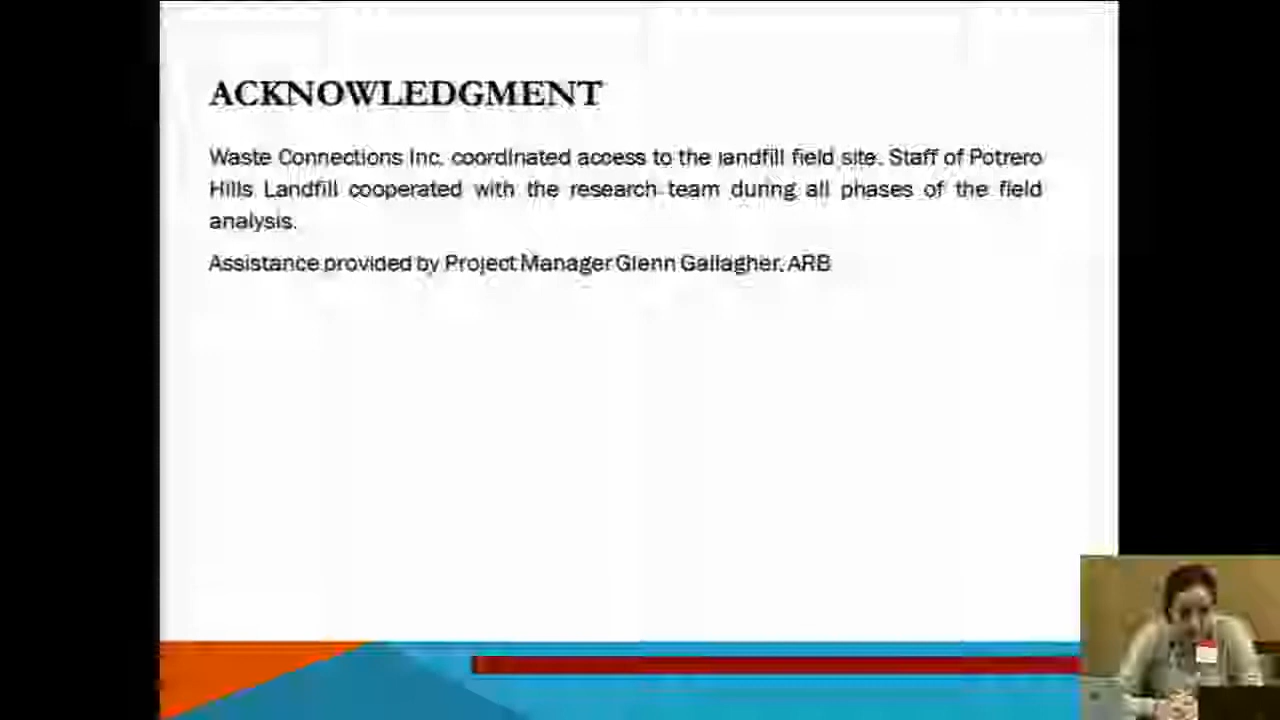 ACKNOWLEDGMENT
Waste Connections Inc. coordinated access to the landfill field site. Staff of Potrero
Hills Landfill cooperated with the research team during all phases of the field
analysis.
Assistance provided by Project Manager Glenn Gallagher, ARB